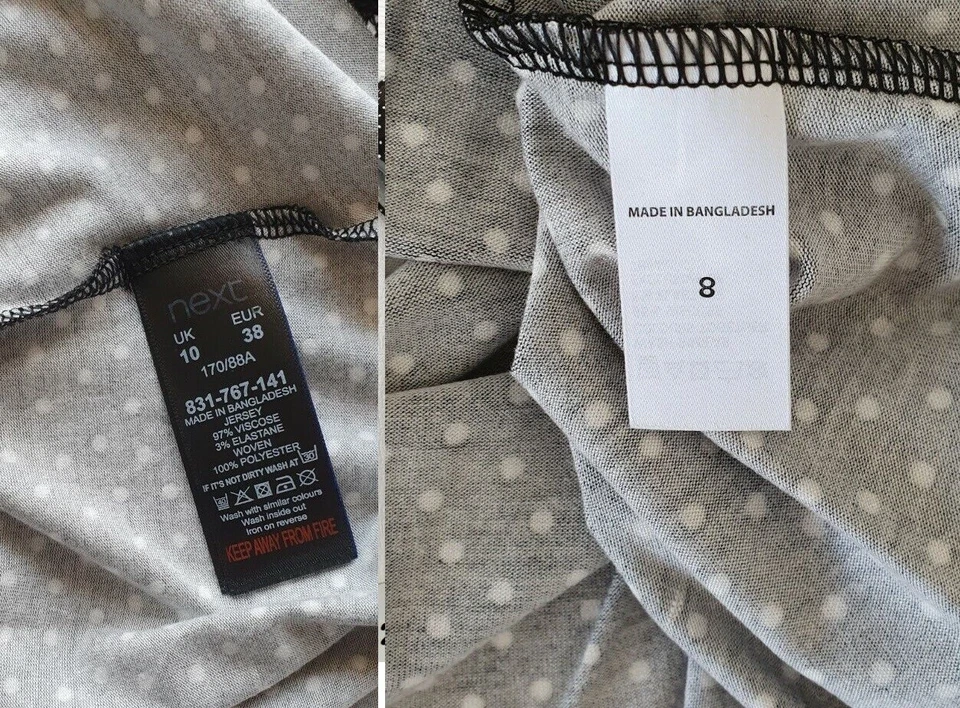 next
UK EUR
10 38
170/88A
831-767-141
MADE IN BANGLADESH
JERSEY
97% VISCOSE
3% ELASTANE
WOVEN
100% POLYESTER
IF IT'S NOT DIRTY WASH AT 30
Wash with similar colours
Wash inside out
Iron on reverse
KEEP AWAY FROM FIRE
MADE IN BANGLADESH
8